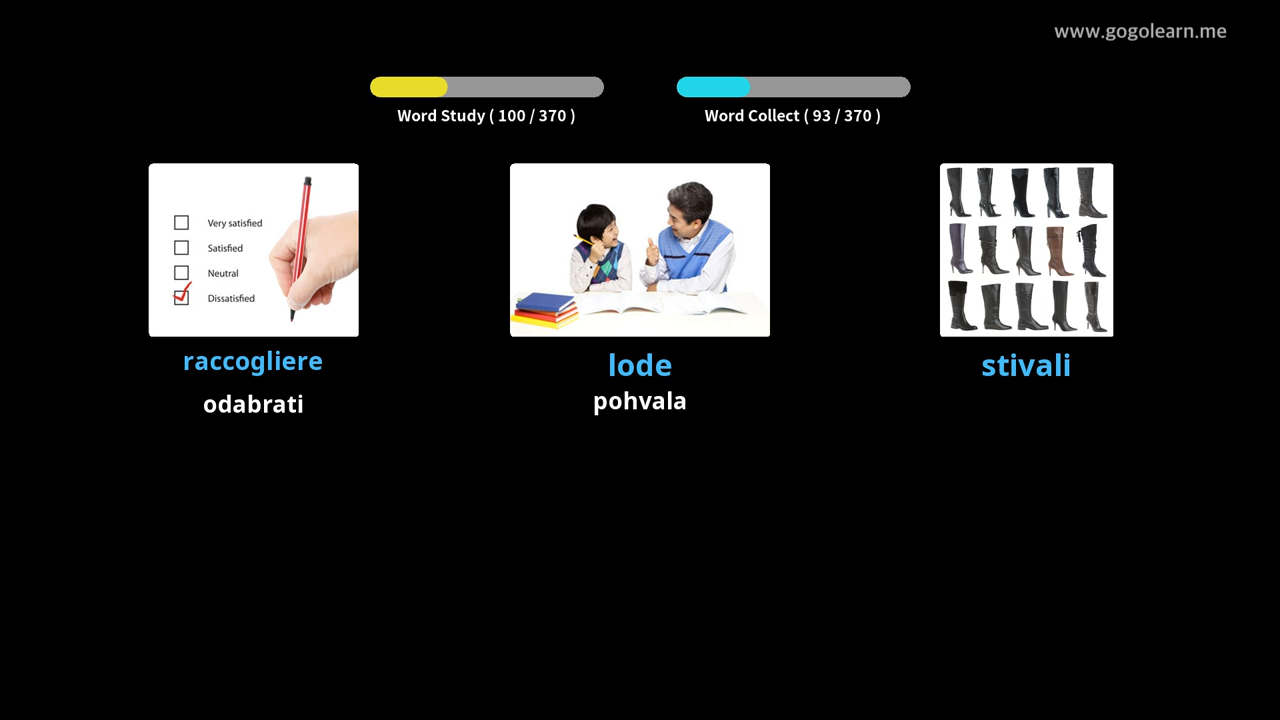 www.gogolearn.me
Word Study ( 100 / 370 )
Word Collect ( 93 / 370 )
Very satisfied
Satisfied
Neutral
Dissatisfied
raccogliere
lode
stivali
odabrati
pohvala